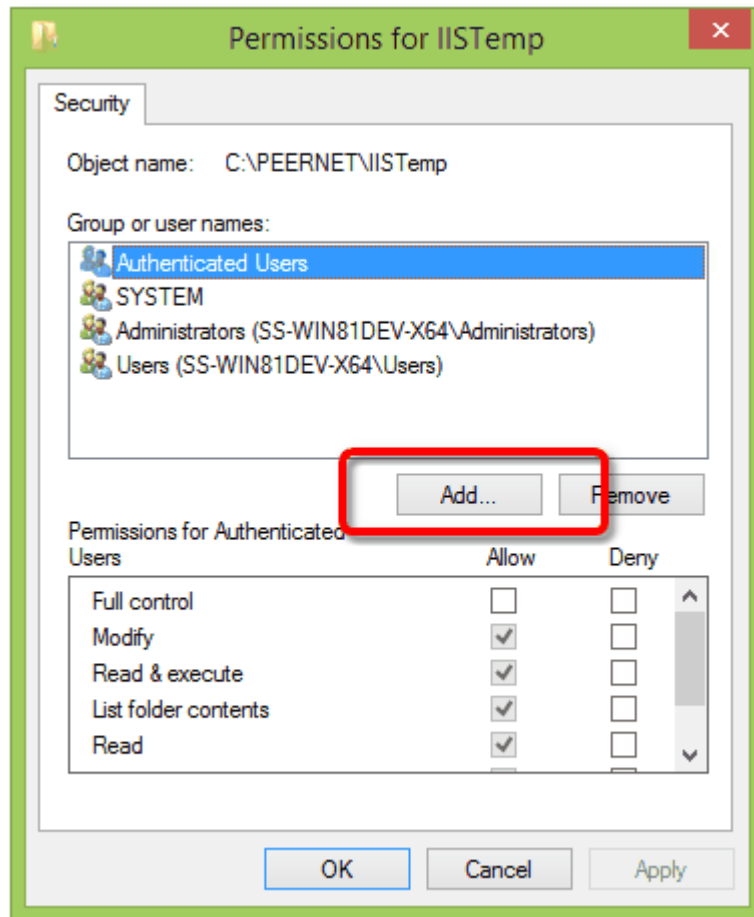 Permissions for IISTemp
Security
Object name: C:\PEERNET\IISTemp
Group or user names:
Authenticated Users
SYSTEM
Administrators (SS-WIN81DEV-X64\Administrators)
Users (SS-WIN81DEV-X64\Users)
Add... Remove
Permissions for Authenticated
Users Allow Deny
Full control
Modify
Read & execute
List folder contents
Read
OK Cancel Apply